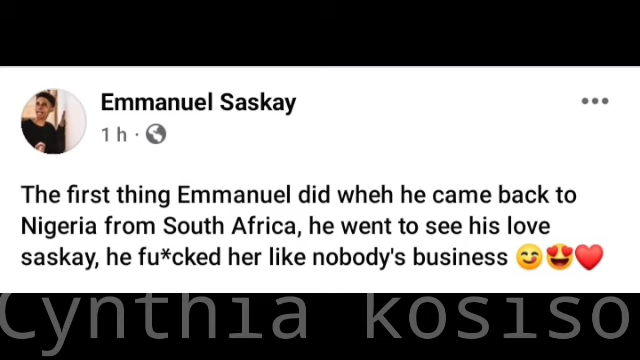 Emmanuel Saskay
1 h ·
The first thing Emmanuel did wheh he came back to
Nigeria from South Africa, he went to see his love
saskay, he fu*cked her like nobody's business 😋😍❤️
Cynthia kosiso